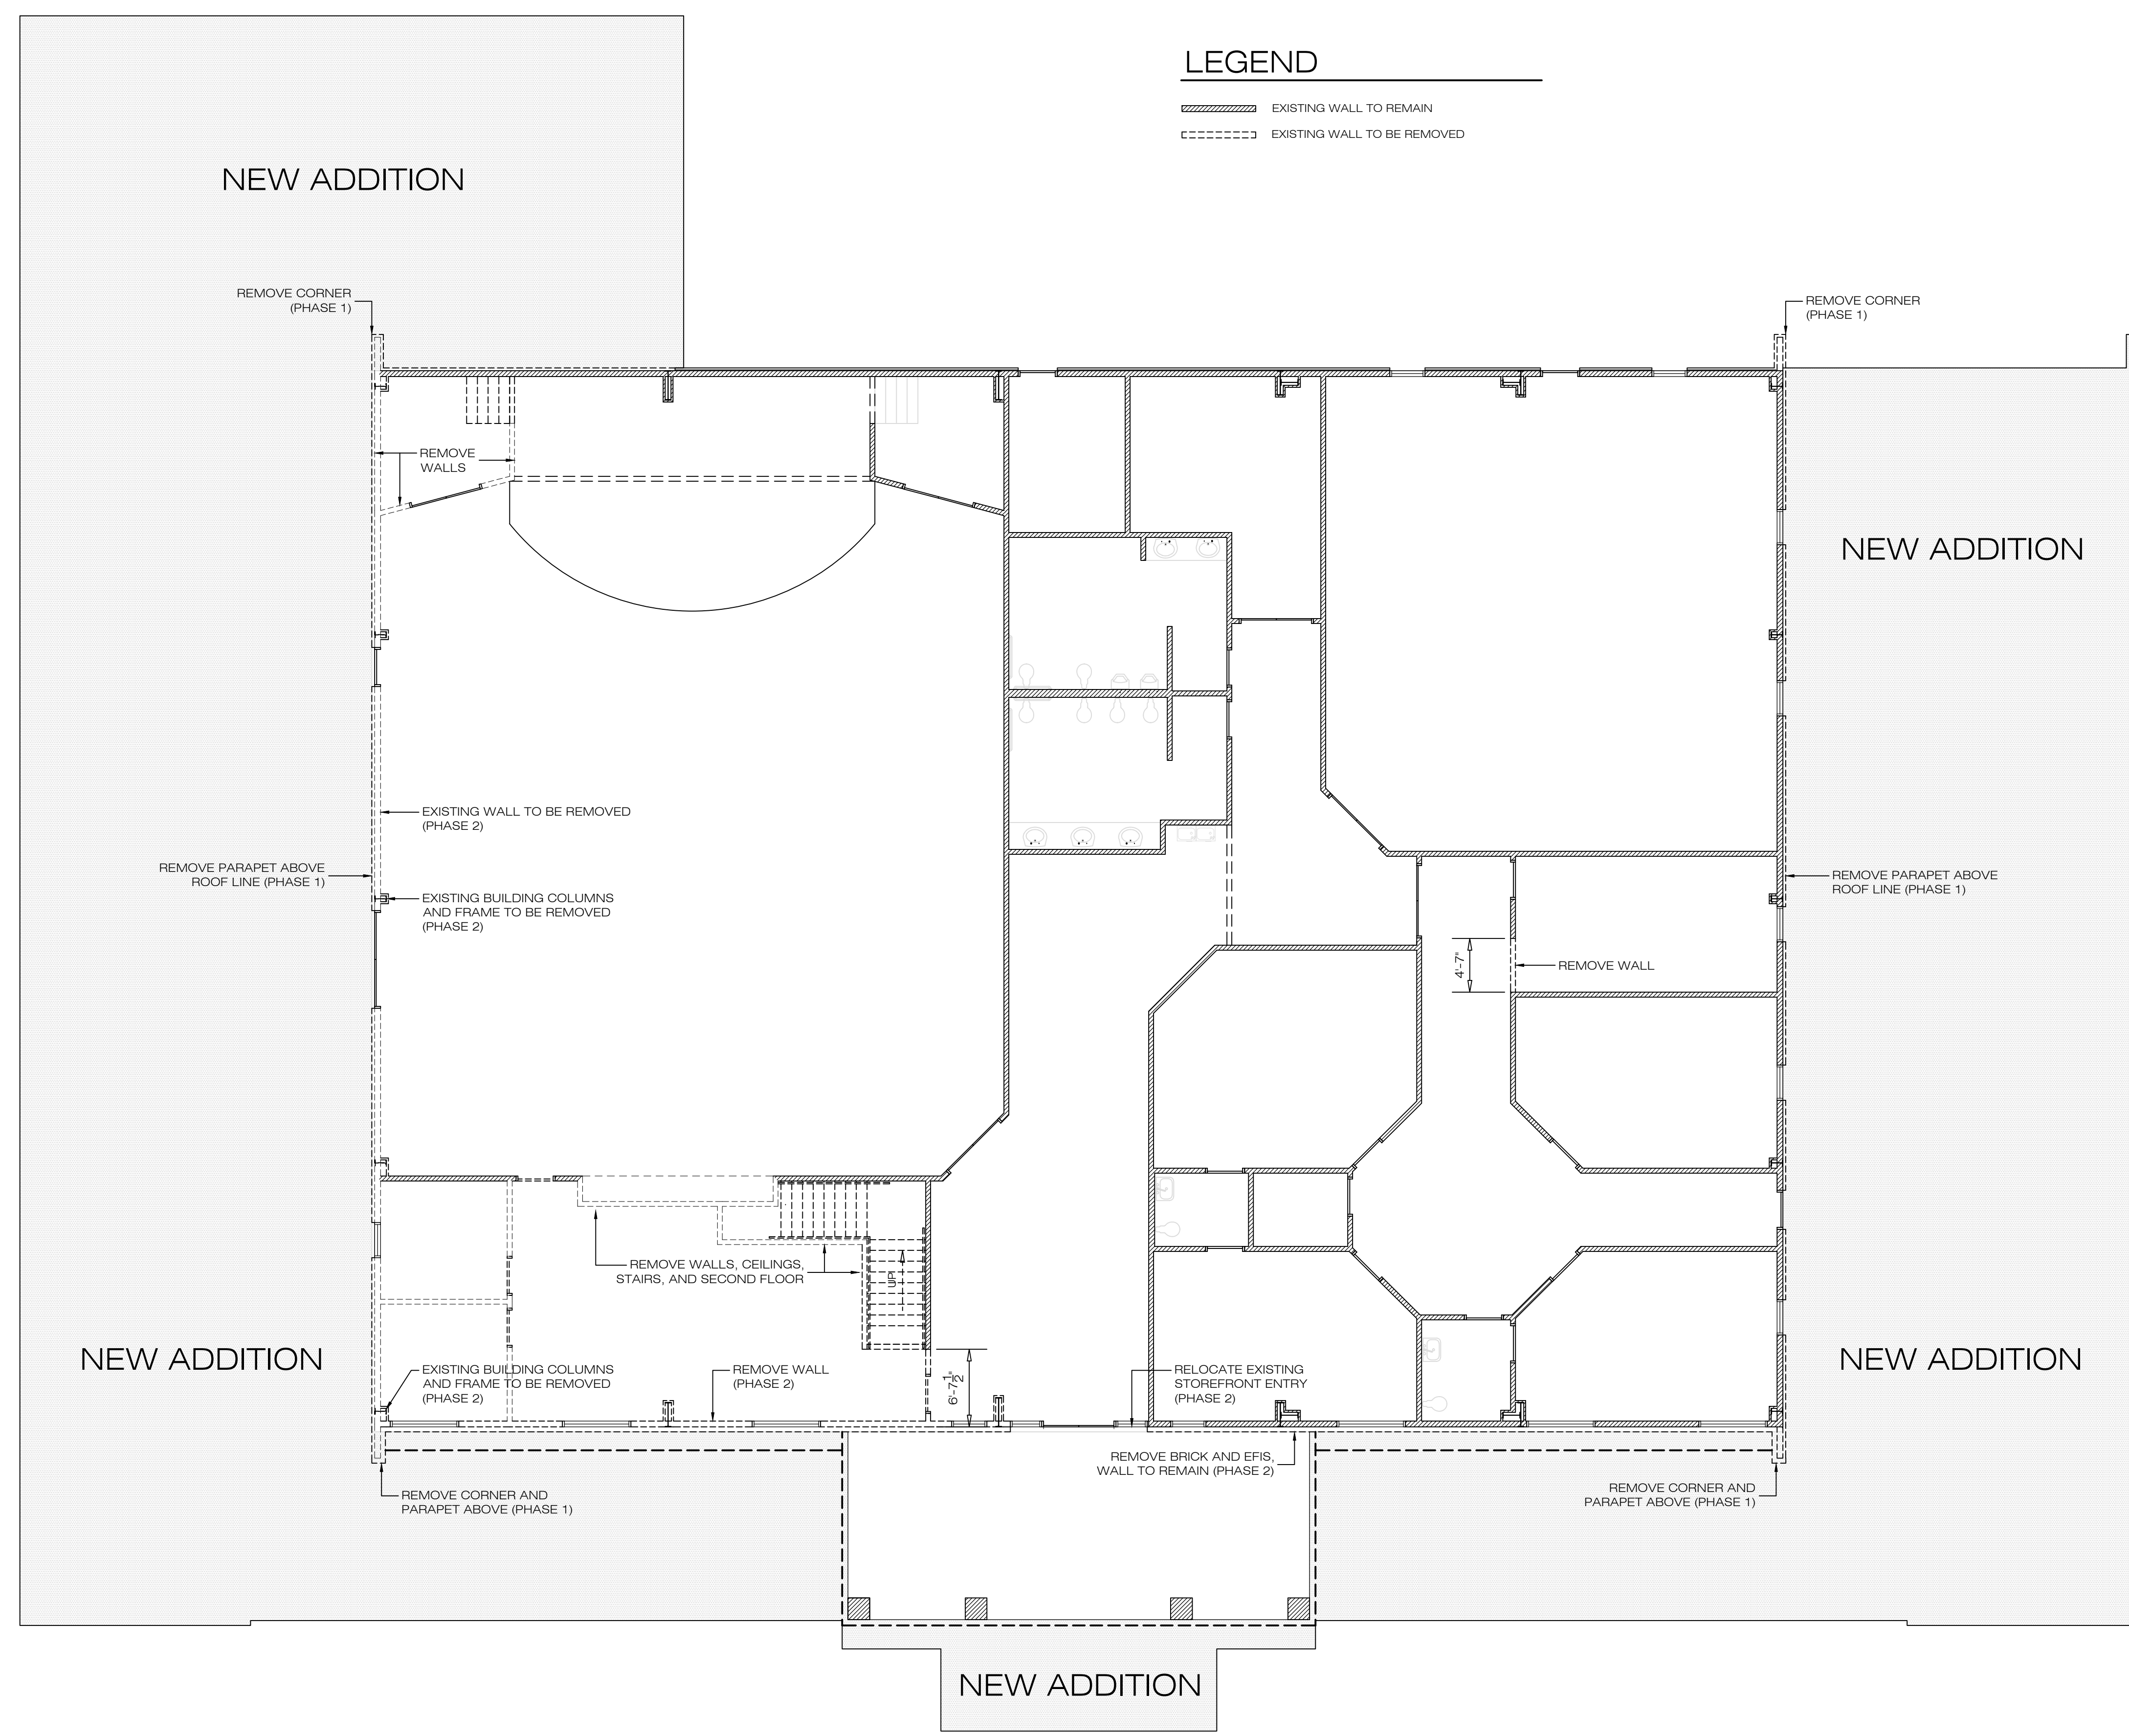 LEGEND
EXISTING WALL TO REMAIN
EXISTING WALL TO BE REMOVED
NEW ADDITION
REMOVE CORNER
(PHASE 1)
REMOVE CORNER
(PHASE 1)
REMOVE
WALLS
NEW ADDITION
EXISTING WALL TO BE REMOVED
(PHASE 2)
REMOVE PARAPET ABOVE
ROOF LINE (PHASE 1)
EXISTING BUILDING COLUMNS
AND FRAME TO BE REMOVED
(PHASE 2)
REMOVE PARAPET ABOVE
ROOF LINE (PHASE 1)
4'-7"
REMOVE WALL
REMOVE WALLS, CEILINGS,
STAIRS, AND SECOND FLOOR
UP
NEW ADDITION
EXISTING BUILDING COLUMNS
AND FRAME TO BE REMOVED
(PHASE 2)
REMOVE WALL
(PHASE 2)
6'-7 1/2"
RELOCATE EXISTING
STOREFRONT ENTRY
(PHASE 2)
NEW ADDITION
REMOVE BRICK AND EFIS,
WALL TO REMAIN (PHASE 2)
REMOVE CORNER AND
PARAPET ABOVE (PHASE 1)
REMOVE CORNER AND
PARAPET ABOVE (PHASE 1)
NEW ADDITION